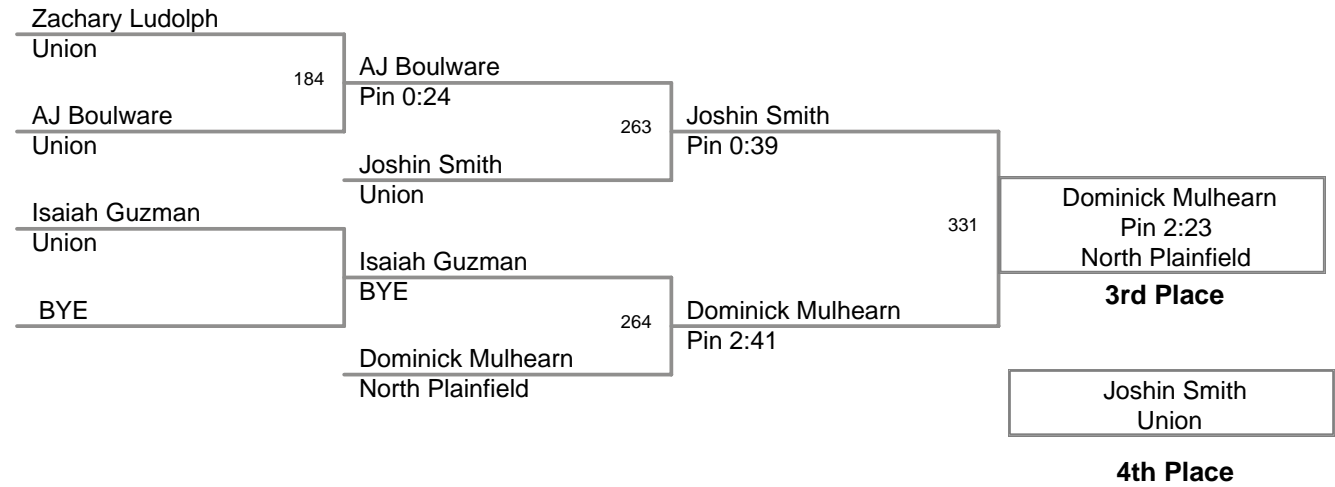 Zachary Ludolph
Union
184
AJ Boulware
Pin 0:24
AJ Boulware
Union
263
Joshin Smith
Pin 0:39
Joshin Smith
Union
Isaiah Guzman
Union
331
Dominick Mulhearn
Pin 2:23
North Plainfield
3rd Place
Isaiah Guzman
BYE
BYE
264
Dominick Mulhearn
Pin 2:41
Dominick Mulhearn
North Plainfield
Joshin Smith
Union
4th Place